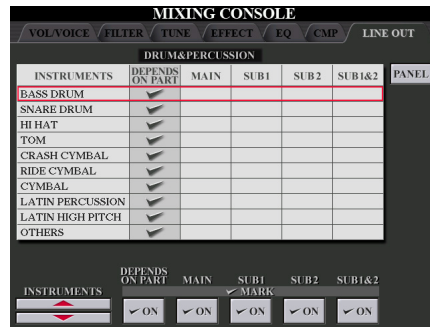 MIXING CONSOLE
VOL/VOICE FILTER TUNE EFFECT EQ CMP LINE OUT
DRUM&PERCUSSION
INSTRUMENTS DEPENDS ON PART MAIN SUB1 SUB2 SUB1&2 PANEL
BASS DRUM
SNARE DRUM
HI HAT
TOM
CRASH CYMBAL
RIDE CYMBAL
CYMBAL
LATIN PERCUSSION
LATIN HIGH PITCH
OTHERS
INSTRUMENTS DEPENDS ON PART MAIN SUB1 SUB2 SUB1&2
✓ MARK
✓ ON ✓ ON ✓ ON ✓ ON ✓ ON